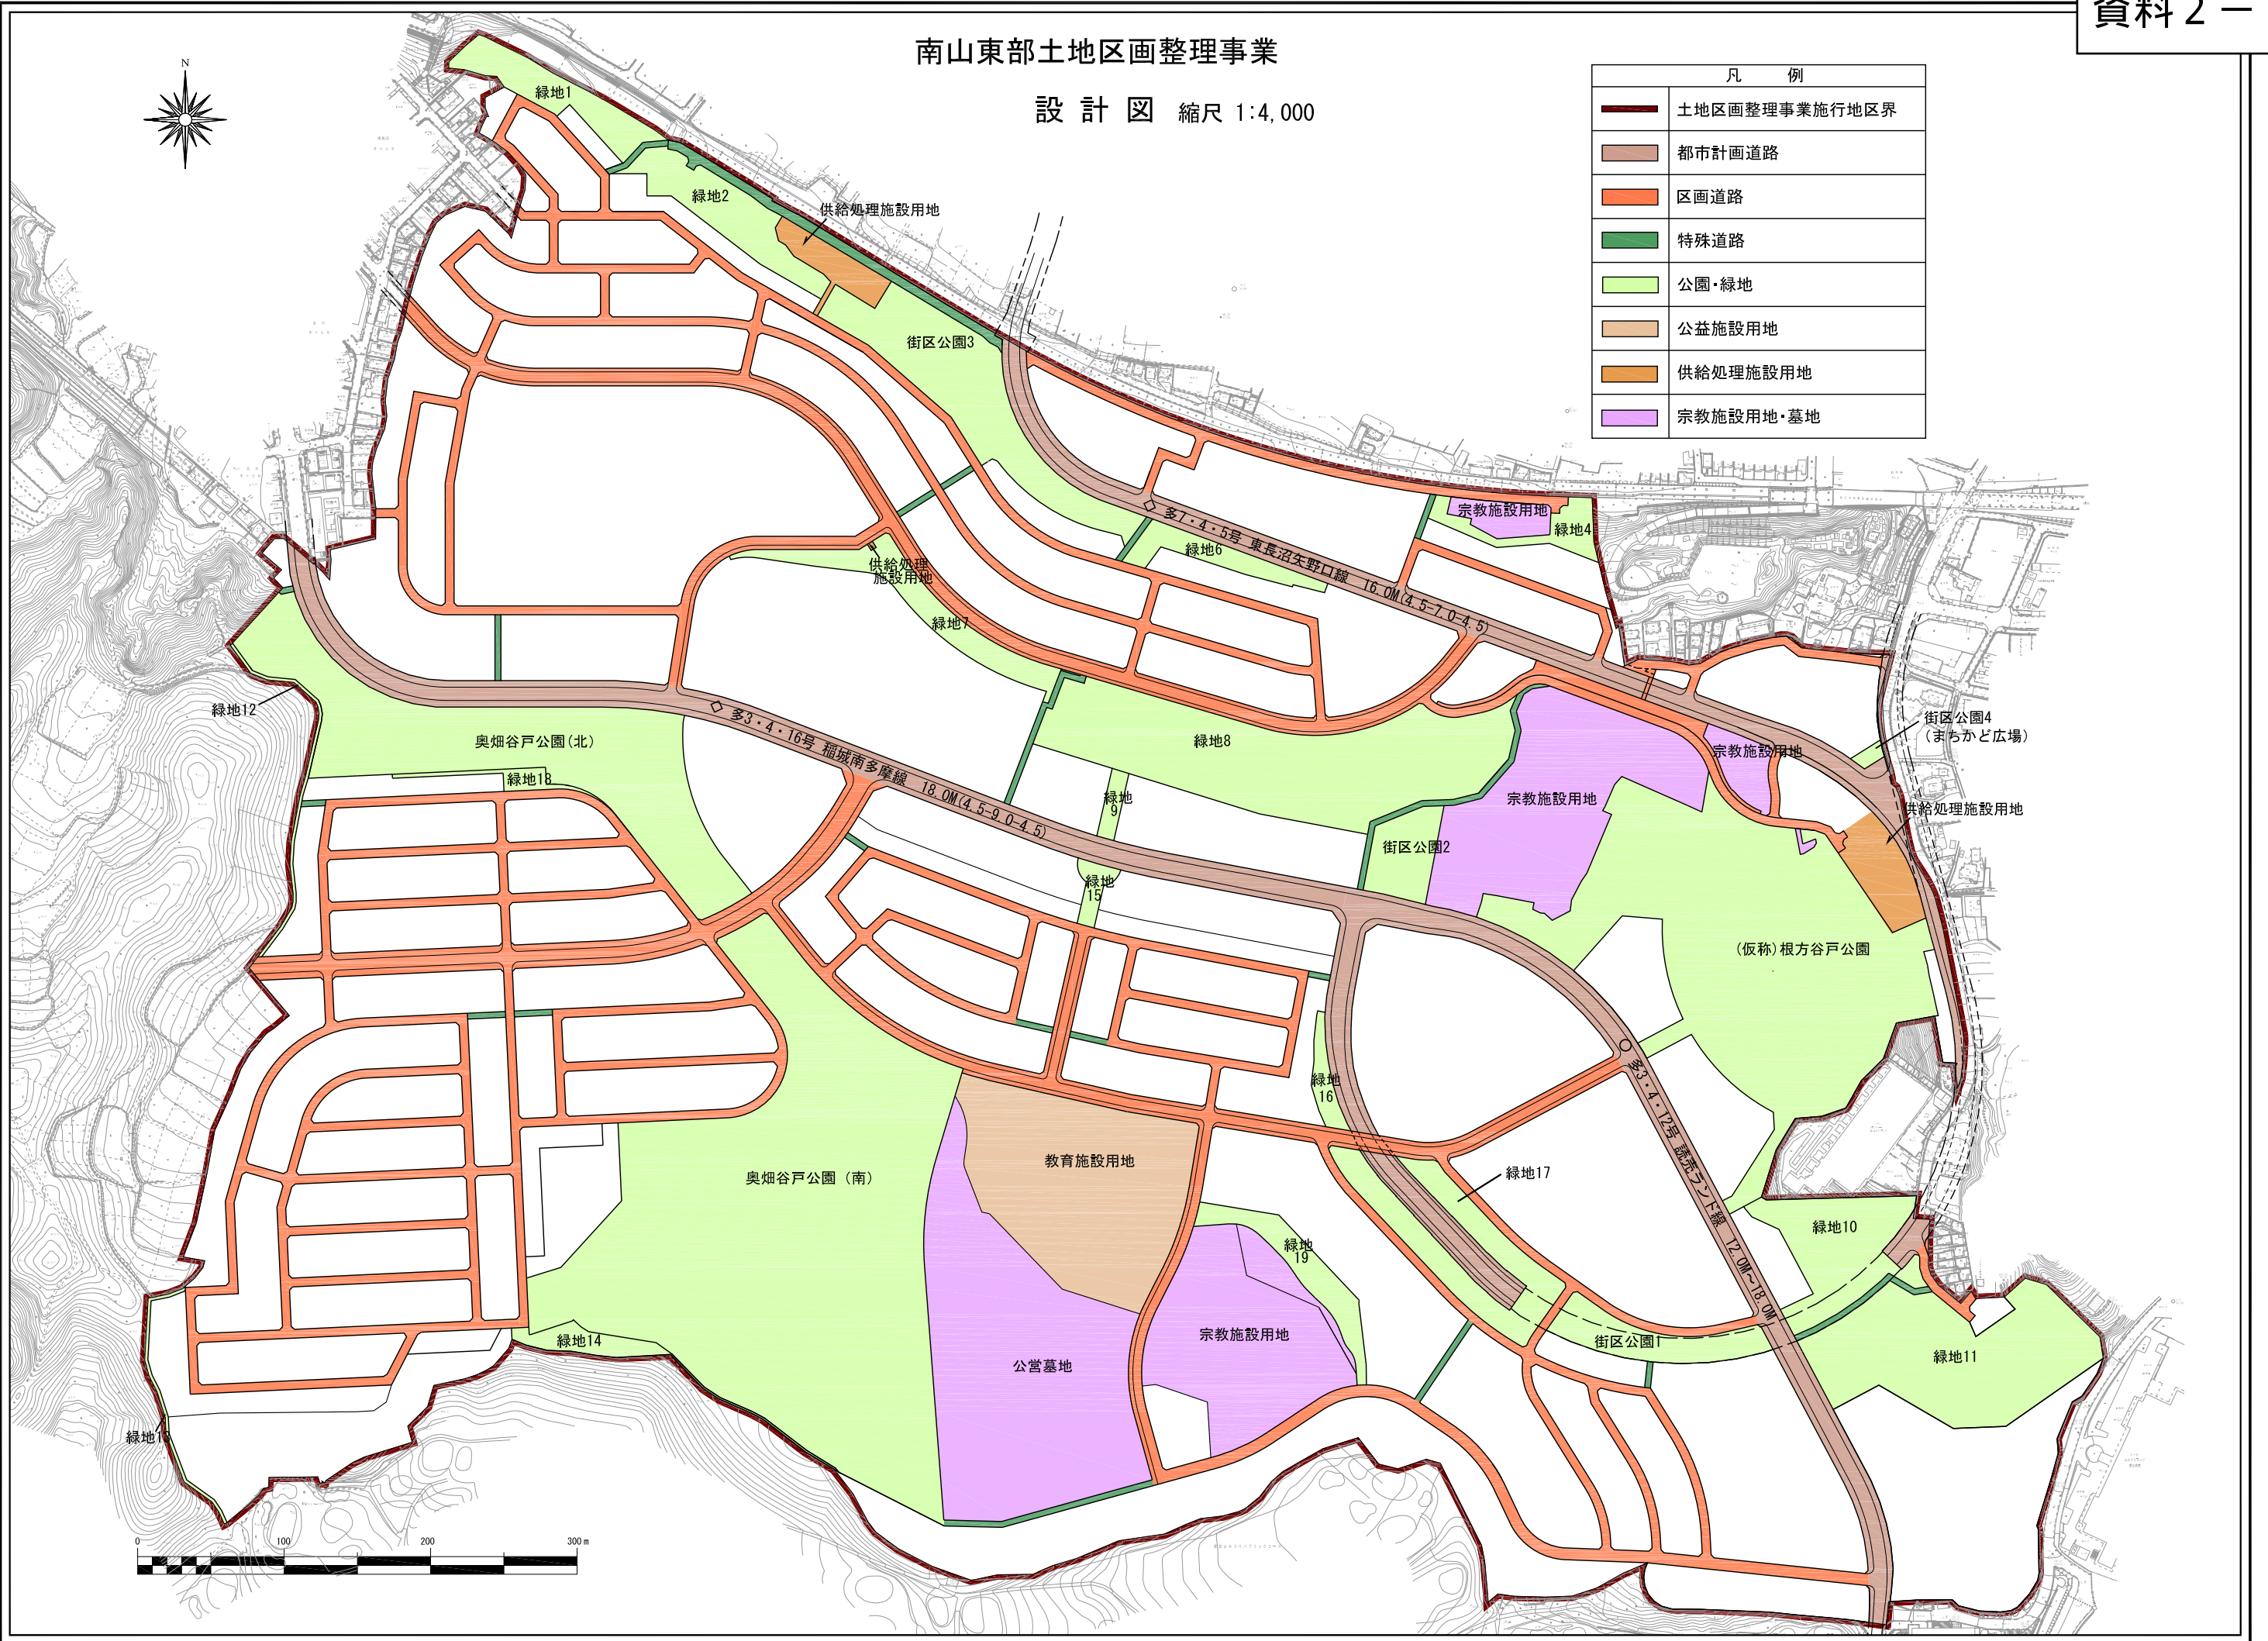 資料２－
南山東部土地区画整理事業
設 計 図 縮尺 1:4,000
N
凡 例
土地区画整理事業施行地区界
都市計画道路
区画道路
特殊道路
公園・緑地
公益施設用地
供給処理施設用地
宗教施設用地・墓地
緑地1
緑地2
供給処理施設用地
街区公園3
宗教施設用地
緑地4
◇ 多7・4・5号 東長沼矢野口線 16.0M(4.5-7.0-4.5)
緑地6
供給処理
施設用地
緑地7
緑地12
奥畑谷戸公園(北)
緑地18
◇ 多3・4・16号 稲城南多摩線 18.0M(4.5-9.0-4.5)
緑地8
街区公園4
(まちかど広場)
宗教施設用地
宗教施設用地
供給処理施設用地
緑地
9
街区公園2
緑地
15
(仮称)根方谷戸公園
緑地
16
○ 多3・4・12号 読売ランド線 12.0M～18.0M
教育施設用地
奥畑谷戸公園（南）
緑地17
緑地10
緑地
19
宗教施設用地
街区公園1
緑地11
緑地14
公営墓地
緑地13
0 100 200 300 m